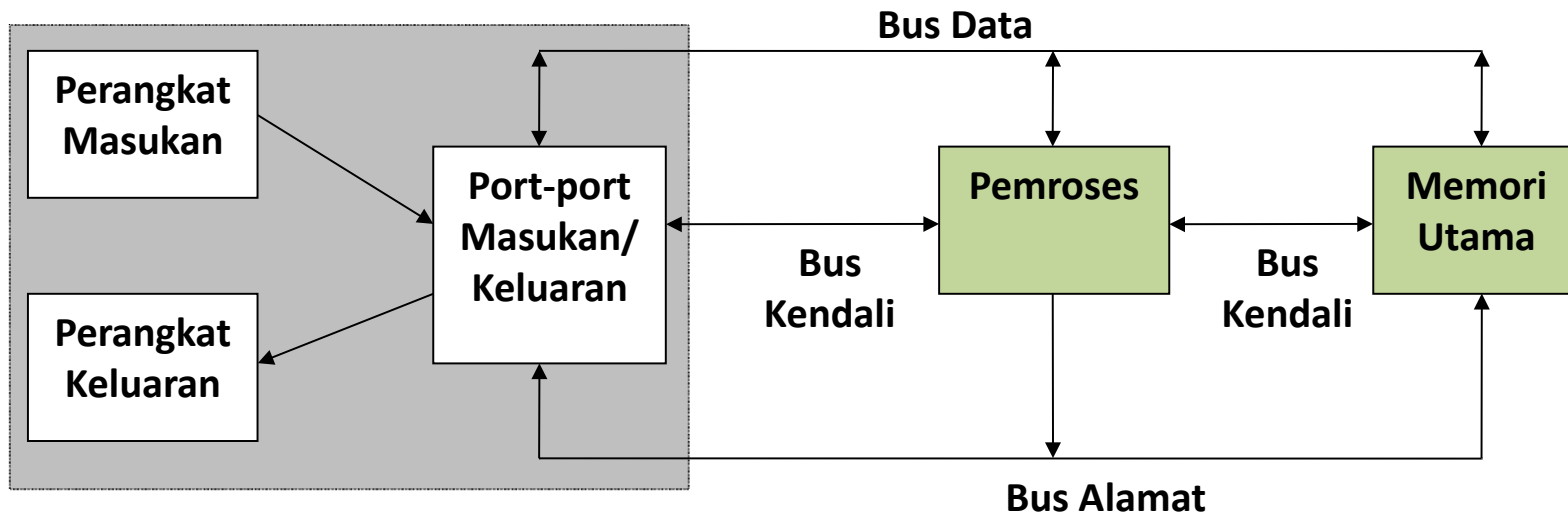 Bus Data
Perangkat
Masukan
Port-port
Masukan/
Keluaran
Pemroses
Memori
Utama
Bus
Kendali
Bus
Kendali
Perangkat
Keluaran
Bus Alamat